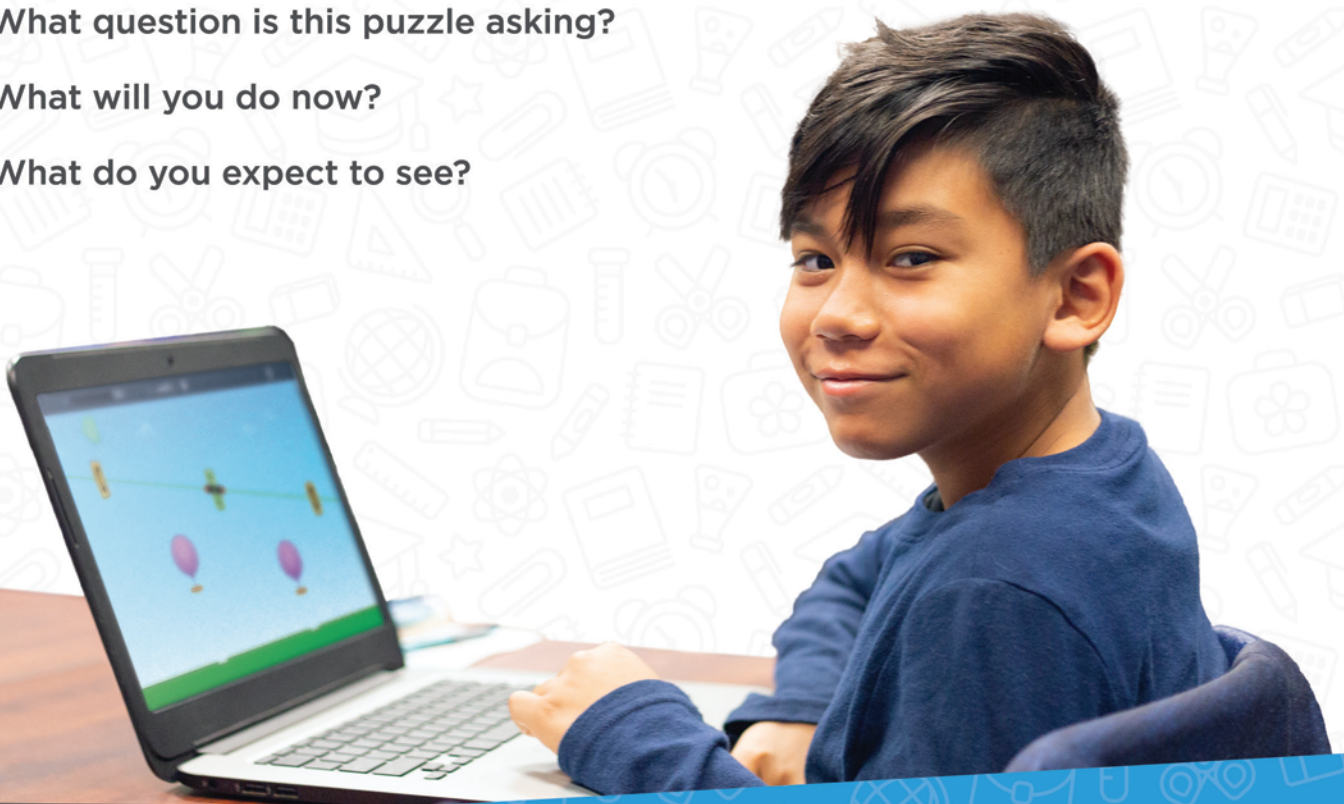 What question is this puzzle asking?
What will you do now?
What do you expect to see?